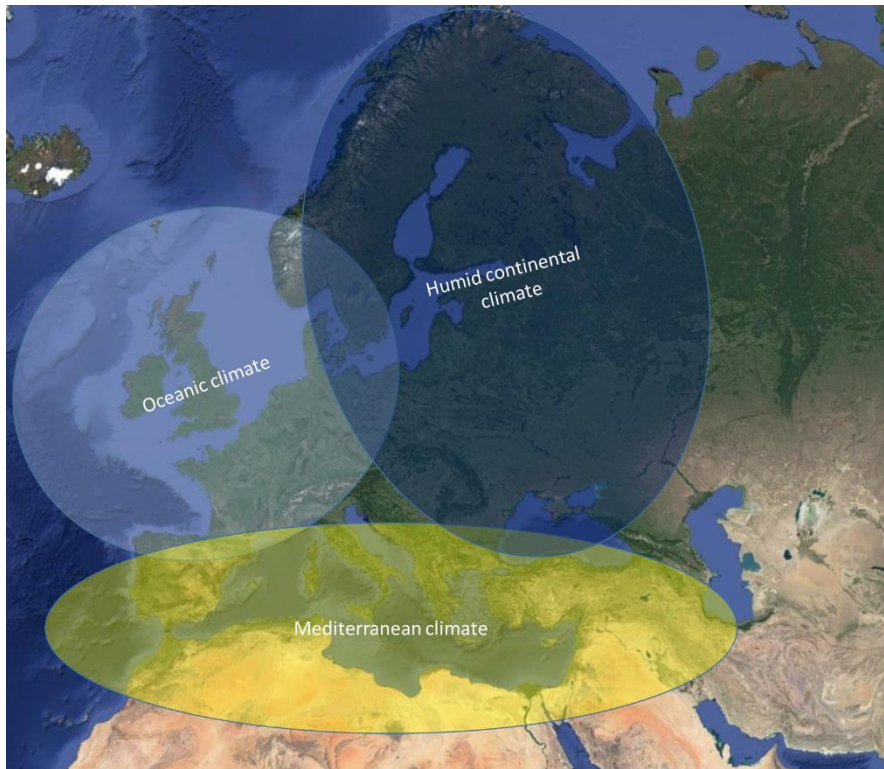 Humid continental
climate
Oceanic climate
Mediterranean climate